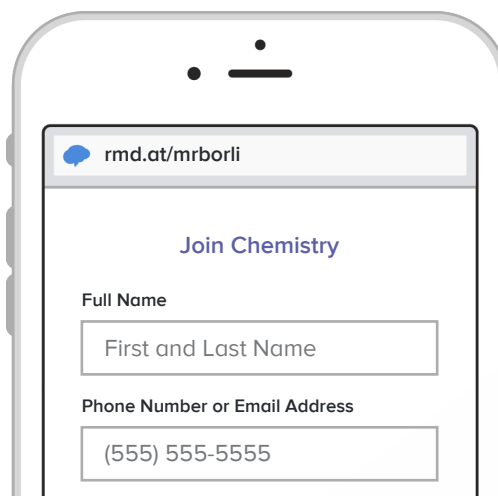 rmd.at/mrborli
Join Chemistry
Full Name
First and Last Name
Phone Number or Email Address
(555) 555-5555